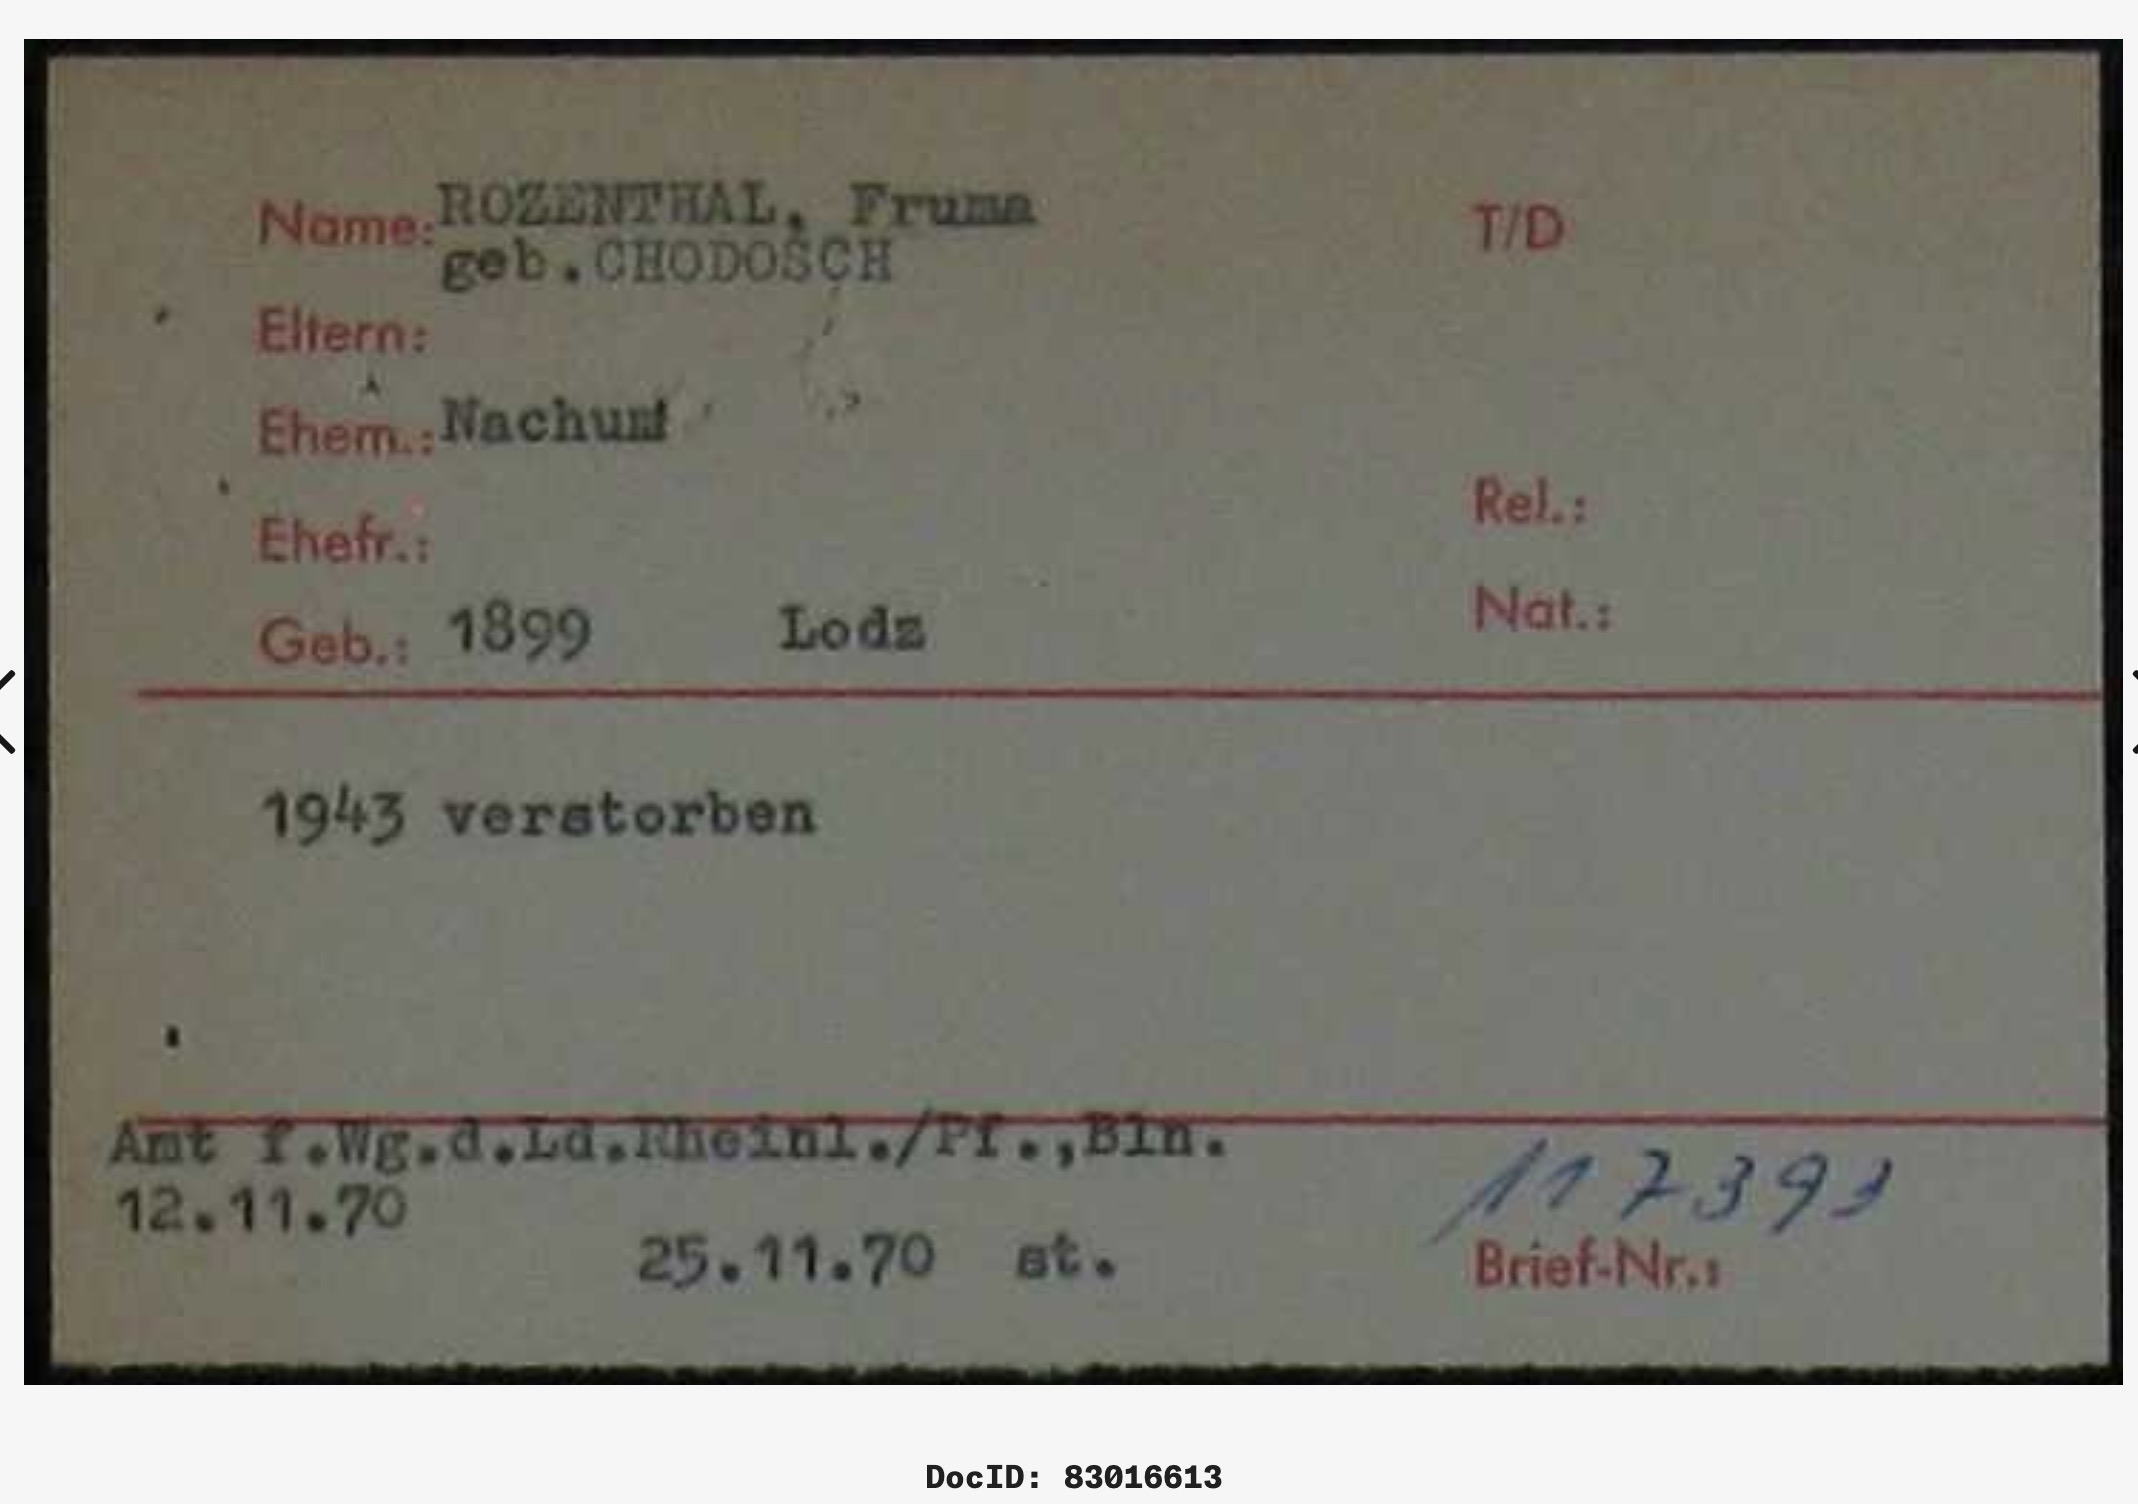 Name: ROZENTHAL, Fruma
T/D
geb.CHODOSCH
Eltern:
Ehem.: Nachum
Rel.:
Ehefr.:
Nat.:
Geb.: 1899 Lodz
1943 verstorben
Amt f.Wg.d.Ld.Rheinl./Pf.,Bln.
12.11.70
117393
25.11.70 st.
Brief-Nr.:
DocID: 83016613